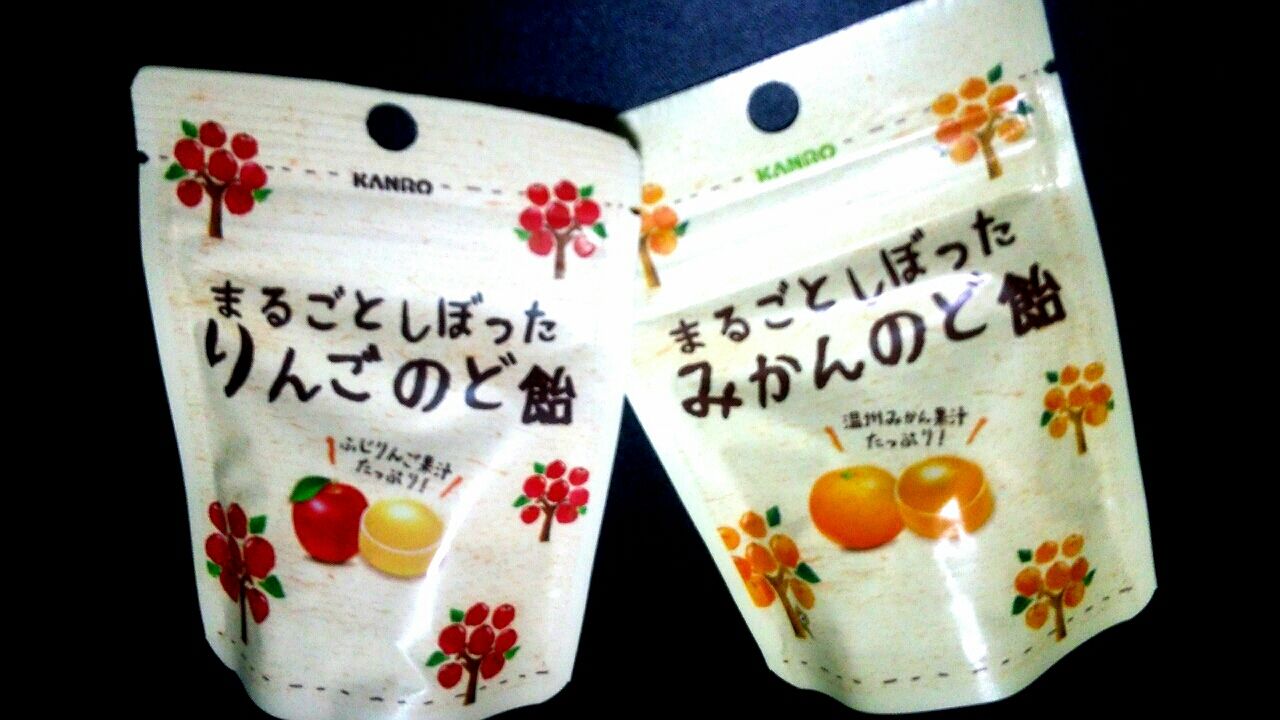 KANRO
まるごとしぼった
りんごのど飴
ふじりんご果汁
たっぷり!
KANRO
まるごとしぼった
みかんのど飴
温州みかん果汁
たっぷり!